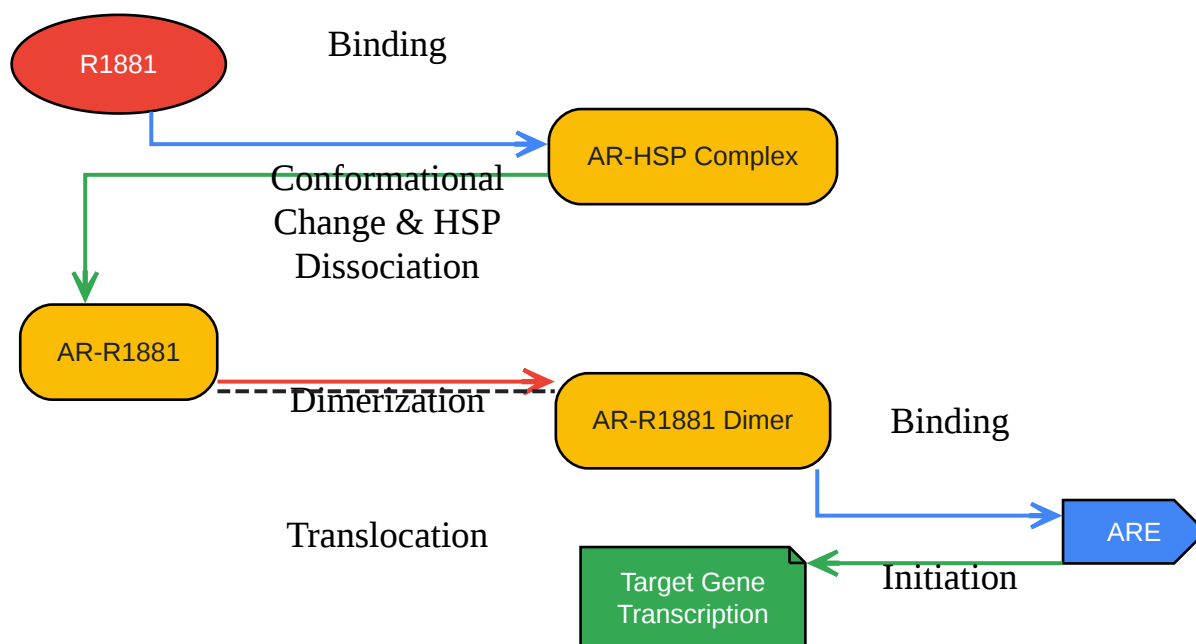 R1881
Binding
AR-HSP Complex
Conformational
Change & HSP
Dissociation
AR-R1881
Dimerization
AR-R1881 Dimer
Binding
Translocation
ARE
Target Gene
Transcription
Initiation